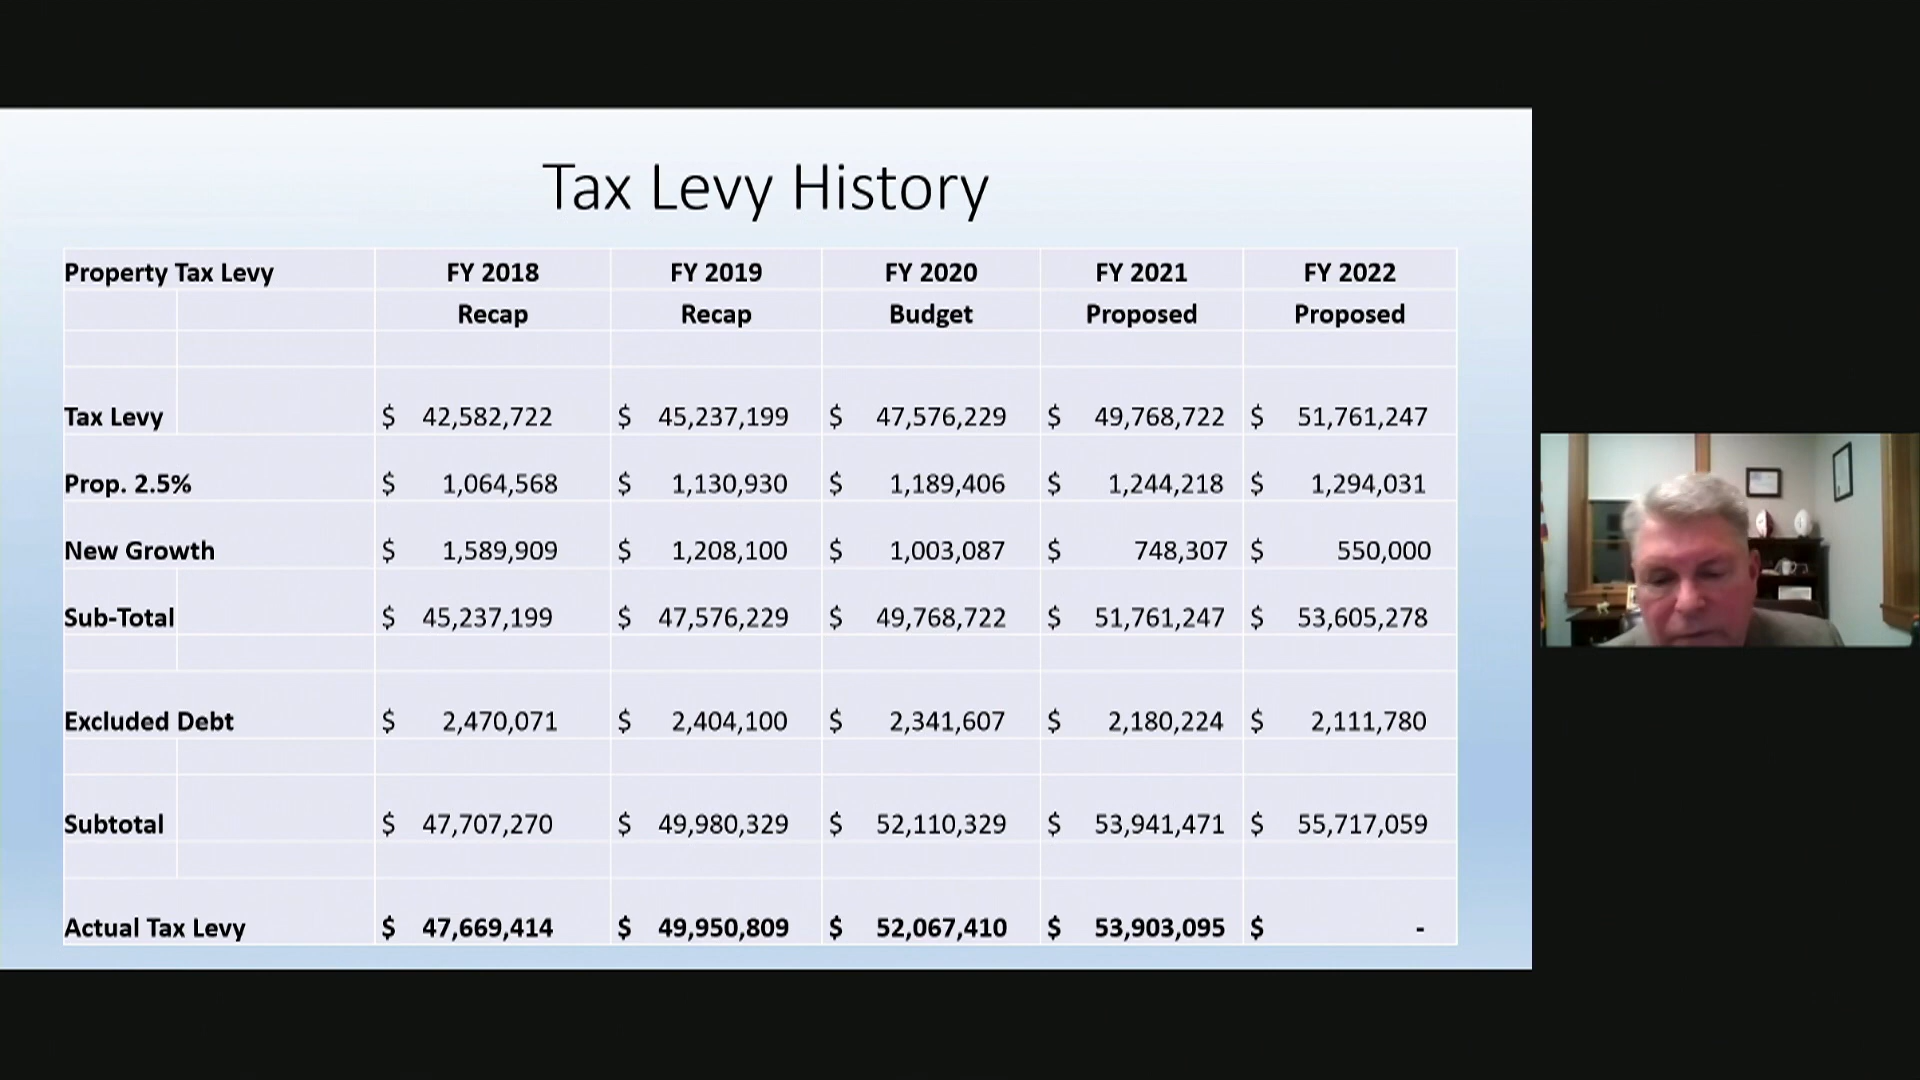 Tax Levy History
Property Tax Levy FY 2018 FY 2019 FY 2020 FY 2021 FY 2022
Recap Recap Budget Proposed Proposed
Tax Levy $ 42,582,722 $ 45,237,199 $ 47,576,229 $ 49,768,722 $ 51,761,247
Prop. 2.5% $ 1,064,568 $ 1,130,930 $ 1,189,406 $ 1,244,218 $ 1,294,031
New Growth $ 1,589,909 $ 1,208,100 $ 1,003,087 $ 748,307 $ 550,000
Sub-Total $ 45,237,199 $ 47,576,229 $ 49,768,722 $ 51,761,247 $ 53,605,278
Excluded Debt $ 2,470,071 $ 2,404,100 $ 2,341,607 $ 2,180,224 $ 2,111,780
Subtotal $ 47,707,270 $ 49,980,329 $ 52,110,329 $ 53,941,471 $ 55,717,059
Actual Tax Levy $ 47,669,414 $ 49,950,809 $ 52,067,410 $ 53,903,095 $ -